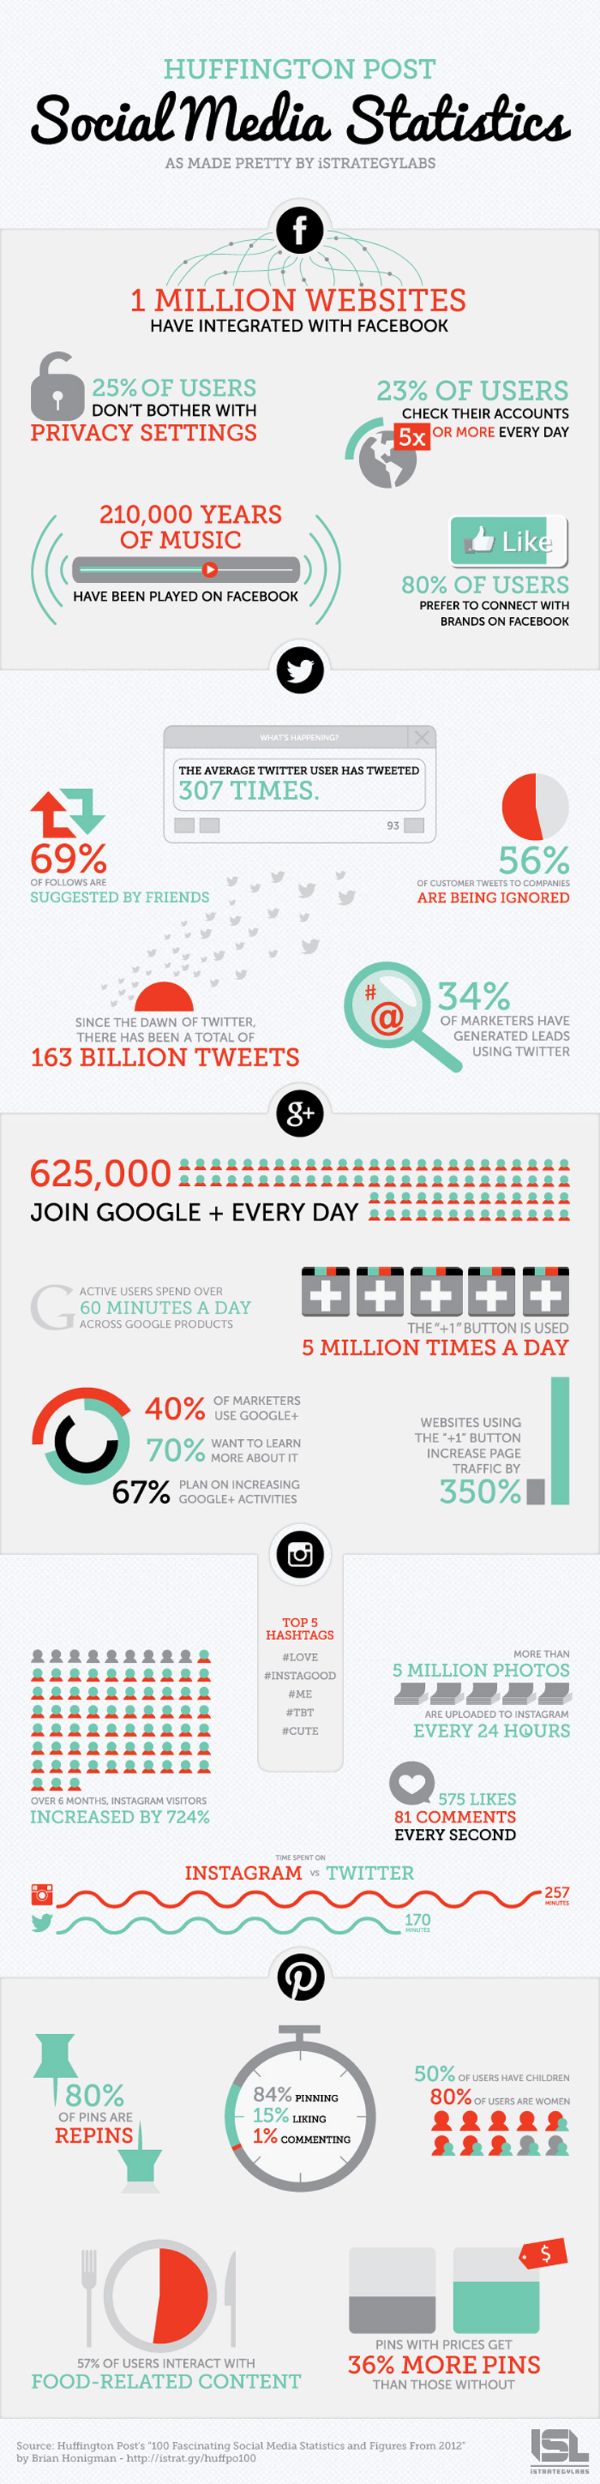 HUFFINGTON POST
Social Media Statistics
AS MADE PRETTY BY iSTRATEGYLABS
f
1 MILLION WEBSITES
HAVE INTEGRATED WITH FACEBOOK
25% OF USERS
DON'T BOTHER WITH
PRIVACY SETTINGS
23% OF USERS
CHECK THEIR ACCOUNTS
5x OR MORE EVERY DAY
210,000 YEARS
OF MUSIC
HAVE BEEN PLAYED ON FACEBOOK
Like
80% OF USERS
PREFER TO CONNECT WITH
BRANDS ON FACEBOOK
WHAT'S HAPPENING?
THE AVERAGE TWITTER USER HAS TWEETED
307 TIMES.
93
69%
OF FOLLOWS ARE
SUGGESTED BY FRIENDS
56%
OF CUSTOMER TWEETS TO COMPANIES
ARE BEING IGNORED
SINCE THE DAWN OF TWITTER,
THERE HAS BEEN A TOTAL OF
163 BILLION TWEETS
#
@
34%
OF MARKETERS HAVE
GENERATED LEADS
USING TWITTER
g+
625,000
JOIN GOOGLE + EVERY DAY
G
ACTIVE USERS SPEND OVER
60 MINUTES A DAY
ACROSS GOOGLE PRODUCTS
THE "+1" BUTTON IS USED
5 MILLION TIMES A DAY
40% OF MARKETERS
USE GOOGLE+
70% WANT TO LEARN
MORE ABOUT IT
67% PLAN ON INCREASING
GOOGLE+ ACTIVITIES
WEBSITES USING
THE "+1" BUTTON
INCREASE PAGE
TRAFFIC BY
350%
TOP 5
HASHTAGS
#LOVE
#INSTAGOOD
#ME
#TBT
#CUTE
OVER 6 MONTHS, INSTAGRAM VISITORS
INCREASED BY 724%
MORE THAN
5 MILLION PHOTOS
ARE UPLOADED TO INSTAGRAM
EVERY 24 HOURS
575 LIKES
81 COMMENTS
EVERY SECOND
TIME SPENT ON
INSTAGRAM VS TWITTER
257
MINUTES
170
MINUTES
80%
OF PINS ARE
REPINS
84% PINNING
15% LIKING
1% COMMENTING
50% OF USERS HAVE CHILDREN
80% OF USERS ARE WOMEN
57% OF USERS INTERACT WITH
FOOD-RELATED CONTENT
$
PINS WITH PRICES GET
36% MORE PINS
THAN THOSE WITHOUT
Source: Huffington Post's "100 Fascinating Social Media Statistics and Figures From 2012"
by Brian Honigman - http://istrat.gy/huffpo100
ISL
iSTRATEGYLABS